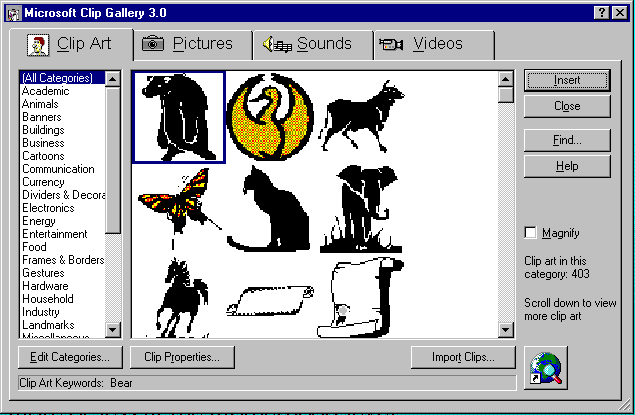 Microsoft Clip Gallery 3.0
Clip Art
Pictures
Sounds
Videos
(All Categories)
Academic
Animals
Banners
Buildings
Business
Cartoons
Communication
Currency
Dividers & Decora
Electronics
Energy
Entertainment
Food
Frames & Borders
Gestures
Hardware
Household
Industry
Landmarks
Miscellaneous
Insert
Close
Find...
Help
Magnify
Clip art in this
category: 403
Scroll down to view
more clip art
Edit Categories...
Clip Properties...
Import Clips...
Clip Art Keywords: Bear